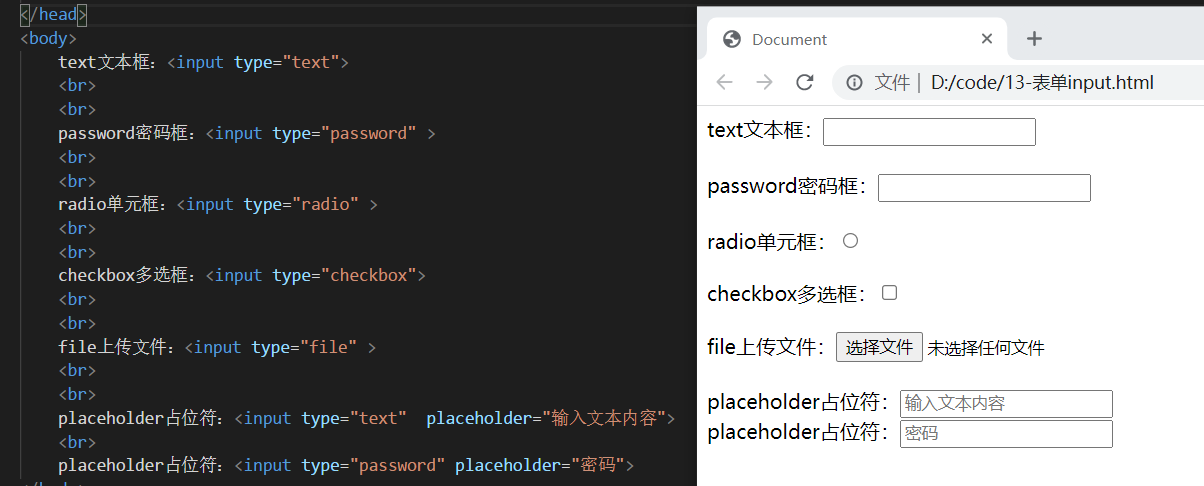 </head>
<body>
text文本框：<input type="text">
<br>
<br>
password密码框：<input type="password" >
<br>
<br>
radio单元框：<input type="radio" >
<br>
<br>
checkbox多选框：<input type="checkbox">
<br>
<br>
file上传文件：<input type="file" >
<br>
<br>
placeholder占位符：<input type="text"  placeholder="输入文本内容">
<br>
placeholder占位符：<input type="password" placeholder="密码">
Document
文件 | D:/code/13-表单input.html
text文本框：
password密码框：
radio单元框：
checkbox多选框：
file上传文件：选择文件 未选择任何文件
placeholder占位符：输入文本内容
placeholder占位符：密码